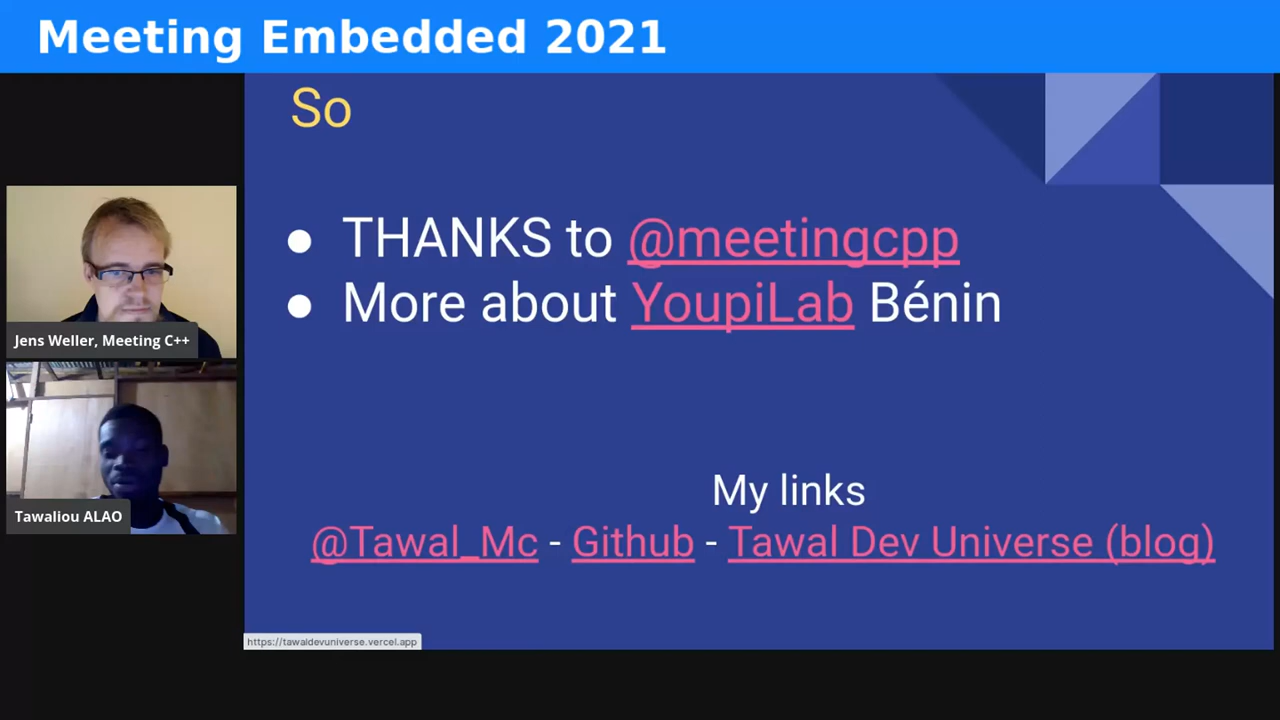 Meeting Embedded 2021
So
● THANKS to @meetingcpp
● More about YoupiLab Bénin
Jens Weller, Meeting C++
Tawaliou ALAO
My links
@Tawal_Mc - Github - Tawal Dev Universe (blog)
https://tawaldevuniverse.vercel.app